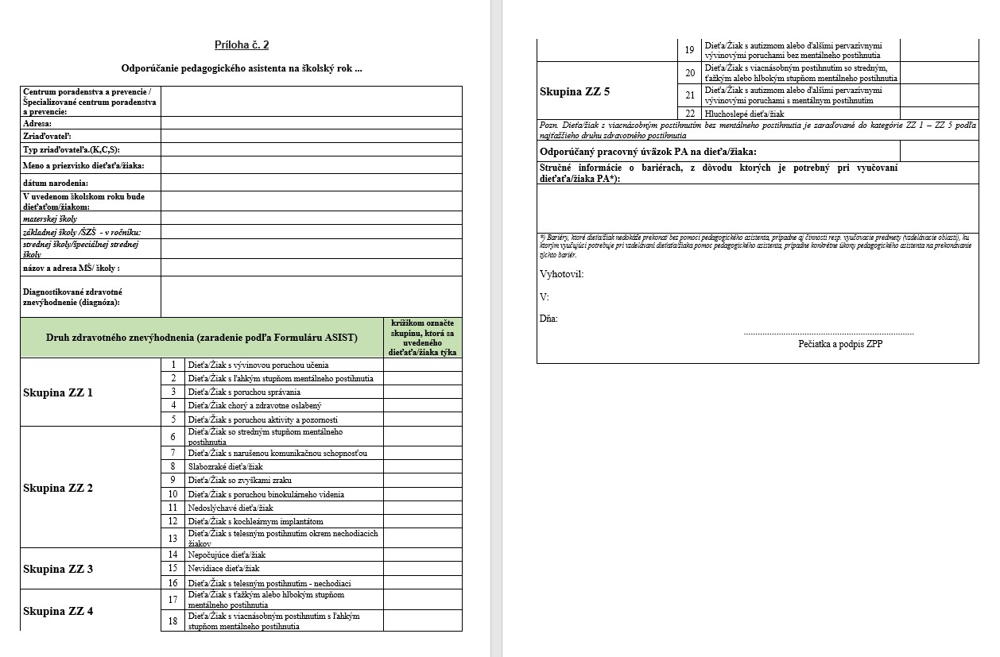 Príloha č. 2
Odporúčanie pedagogického asistenta na školský rok ...
Centrum poradenstva a prevencie /
Špecializované centrum poradenstva
a prevencie:
Adresa:
Zriaďovateľ:
Typ zriaďovateľa.(K,C,S):
Meno a priezvisko dieťaťa/žiaka:
dátum narodenia:
V uvedenom školskom roku bude
dieťaťom/žiakom:
materskej školy
základnej školy /ŠZŠ - v ročníku:
strednej školy/špeciálnej strednej
školy
názov a adresa MŠ/ školy :
Diagnostikované zdravotné
znevýhodnenie (diagnóza):
Druh zdravotného znevýhodnenia (zaradenie podľa Formuláru ASIST)
krížikom označte
skupinu, ktorá sa
uvedeného
dieťaťa/žiaka týka
Skupina ZZ 1
1 Dieťa/Žiak s vývinovou poruchou učenia
2 Dieťa/Žiak s ľahkým stupňom mentálneho postihnutia
3 Dieťa/Žiak s poruchou správania
4 Dieťa/Žiak chorý a zdravotne oslabený
5 Dieťa/Žiak s poruchou aktivity a pozornosti
Skupina ZZ 2
6 Dieťa/Žiak so stredným stupňom mentálneho
postihnutia
7 Dieťa/Žiak s narušenou komunikačnou schopnosťou
8 Slabozraké dieťa/žiak
9 Dieťa/Žiak so zvyškami zraku
10 Dieťa/Žiak s poruchou binokulárneho videnia
11 Nedoslýchavé dieťa/žiak
12 Dieťa/Žiak s kochleárnym implantátom
13 Dieťa/Žiak s telesným postihnutím okrem nechodiacich
žiakov
Skupina ZZ 3
14 Nepočujúce dieťa/žiak
15 Nevidiace dieťa/žiak
16 Dieťa/Žiak s telesným postihnutím - nechodiaci
Skupina ZZ 4
17 Dieťa/Žiak s ťažkým alebo hlbokým stupňom
mentálneho postihnutia
18 Dieťa/Žiak s viacnásobným postihnutím s ľahkým
stupňom mentálneho postihnutia
19 Dieťa/Žiak s autizmom alebo ďalšími pervazívnymi
vývinovými poruchami bez mentálneho postihnutia
Skupina ZZ 5
20 Dieťa/Žiak s viacnásobným postihnutím so stredným,
ťažkým alebo hlbokým stupňom mentálneho postihnutia
21 Dieťa/Žiak s autizmom alebo ďalšími pervazívnymi
vývinovými poruchami s mentálnym postihnutím
22 Hluchoslepé dieťa/žiak
Pozn. Dieťa/žiak s viacnásobným postihnutím bez mentálneho postihnutia je zaraďované do kategórie ZZ 1 – ZZ 5 podľa
najťažšieho druhu zdravotného postihnutia
Odporúčaný pracovný úväzok PA na dieťa/žiaka:
Stručné informácie o bariérach, z dôvodu ktorých je potrebný pri vyučovaní
dieťaťa/žiaka PA*):
*) Bariéry, ktoré dieťa/žiak nedokáže prekonať bez pomoci pedagogického asistenta, prípadne aj činnosti resp. vyučovacie predmety (vzdelávacie oblasti), ku
ktorým vyučujúci potrebuje pri vzdelávaní dieťaťa/žiaka pomoc pedagogického asistenta, prípadne konkrétne úkony pedagogického asistenta na prekonávanie
týchto bariér.
Vyhotovil:
V:
Dňa:
........................................................................
Pečiatka a podpis ZPP